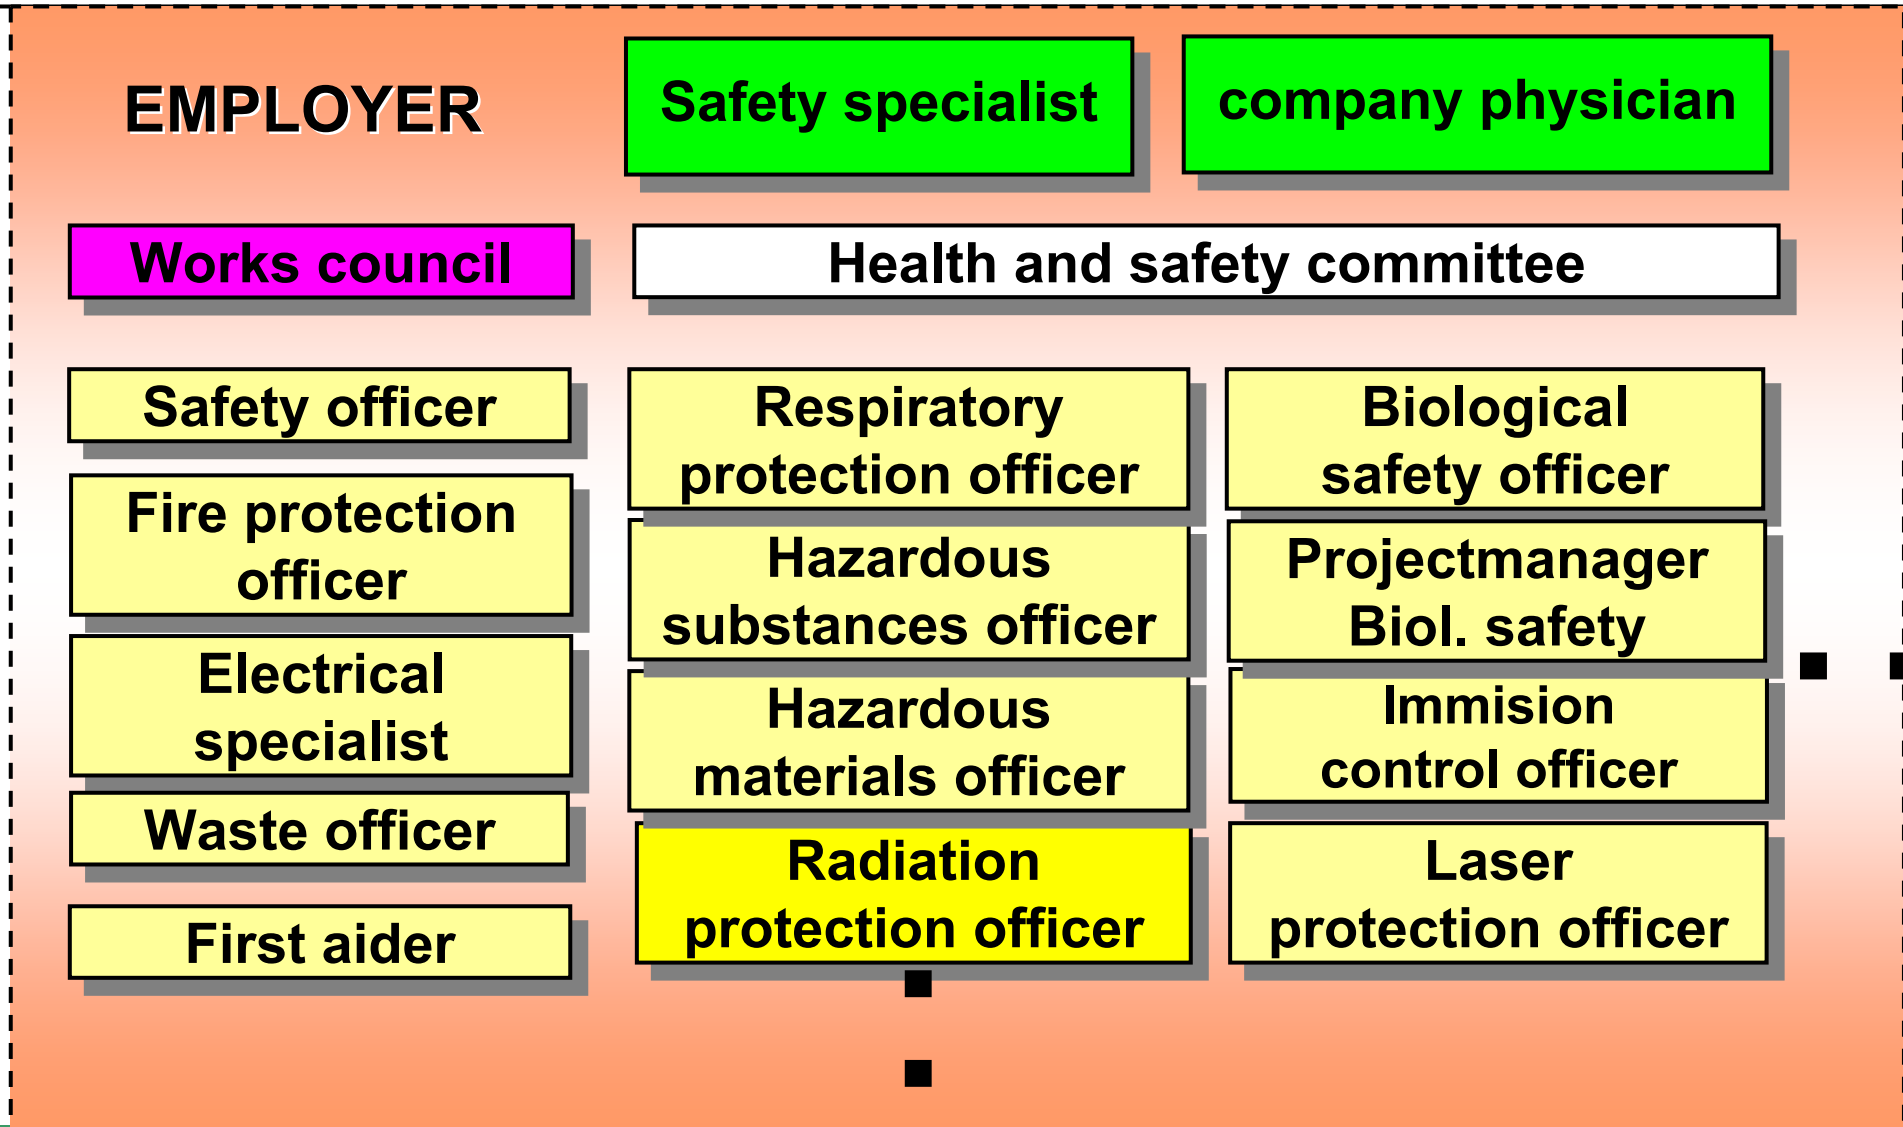 EMPLOYER
Safety specialist
company physician
Works council
Health and safety committee
Safety officer
Fire protection
officer
Electrical
specialist
Waste officer
First aider
Respiratory
protection officer
Hazardous
substances officer
Hazardous
materials officer
Radiation
protection officer
Biological
safety officer
Projectmanager
Biol. safety
Immision
control officer
Laser
protection officer